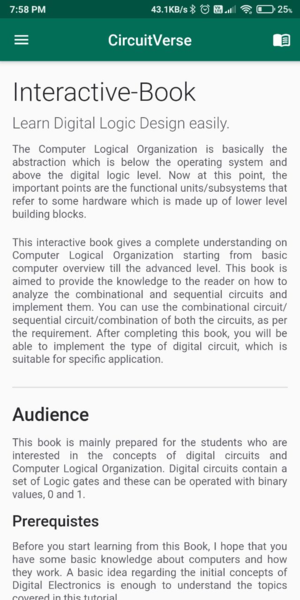 7:58 PM 43.1KB/s 25%
CircuitVerse
Interactive-Book
Learn Digital Logic Design easily.
The Computer Logical Organization is basically the
abstraction which is below the operating system and
above the digital logic level. Now at this point, the
important points are the functional units/subsystems that
refer to some hardware which is made up of lower level
building blocks.
This interactive book gives a complete understanding on
Computer Logical Organization starting from basic
computer overview till the advanced level. This book is
aimed to provide the knowledge to the reader on how to
analyze the combinational and sequential circuits and
implement them. You can use the combinational circuit/
sequential circuit/combination of both the circuits, as per
the requirement. After completing this book, you will be
able to implement the type of digital circuit, which is
suitable for specific application.
Audience
This book is mainly prepared for the students who are
interested in the concepts of digital circuits and
Computer Logical Organization. Digital circuits contain a
set of Logic gates and these can be operated with binary
values, 0 and 1.
Prerequistes
Before you start learning from this Book, I hope that you
have some basic knowledge about computers and how
they work. A basic idea regarding the initial concepts of
Digital Electronics is enough to understand the topics
covered in this tutorial.